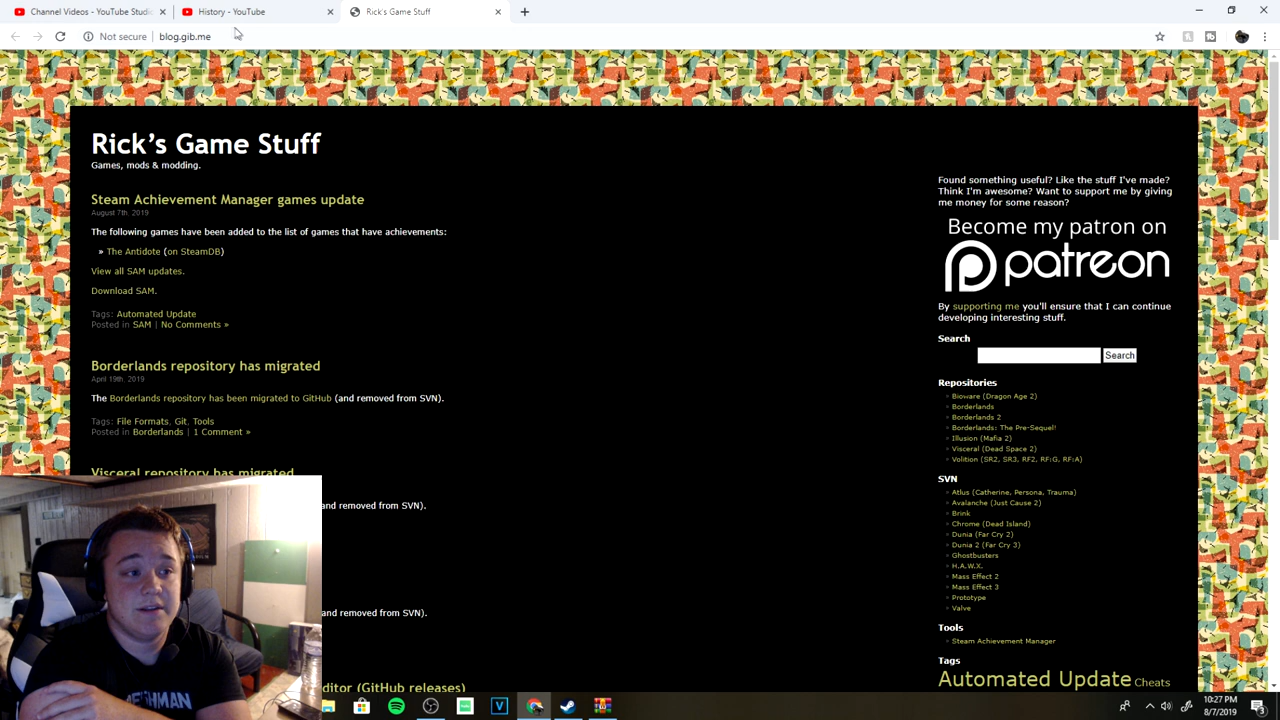 Channel Videos - YouTube Studio
History - YouTube
Rick's Game Stuff
Not secure
blog.gib.me
Rick's Game Stuff
Games, mods & modding.
Steam Achievement Manager games update
August 7th, 2019
The following games have been added to the list of games that have achievements:
» The Antidote (on SteamDB)
View all SAM updates.
Download SAM.
Tags: Automated Update
Posted in SAM | No Comments »
Borderlands repository has migrated
April 19th, 2019
The Borderlands repository has been migrated to GitHub (and removed from SVN).
Tags: File Formats, Git, Tools
Posted in Borderlands | 1 Comment »
Visceral repository has migrated
and removed from SVN).
and removed from SVN).
ditor (GitHub releases)
Found something useful? Like the stuff I've made?
Think I'm awesome? Want to support me by giving
me money for some reason?
Become my patron on
patreon
By supporting me you'll ensure that I can continue
developing interesting stuff.
Search
Search
Repositories
Bioware (Dragon Age 2)
Borderlands
Borderlands 2
Borderlands: The Pre-Sequel!
Illusion (Mafia 2)
Visceral (Dead Space 2)
Volition (SR2, SR3, RF2, RF:G, RF:A)
SVN
Atlus (Catherine, Persona, Trauma)
Avalanche (Just Cause 2)
Brink
Chrome (Dead Island)
Dunia (Far Cry 2)
Dunia 2 (Far Cry 3)
Ghostbusters
H.A.W.X.
Mass Effect 2
Mass Effect 3
Prototype
Valve
Tools
Steam Achievement Manager
Tags
Automated Update Cheats
10:27 PM
8/7/2019
3